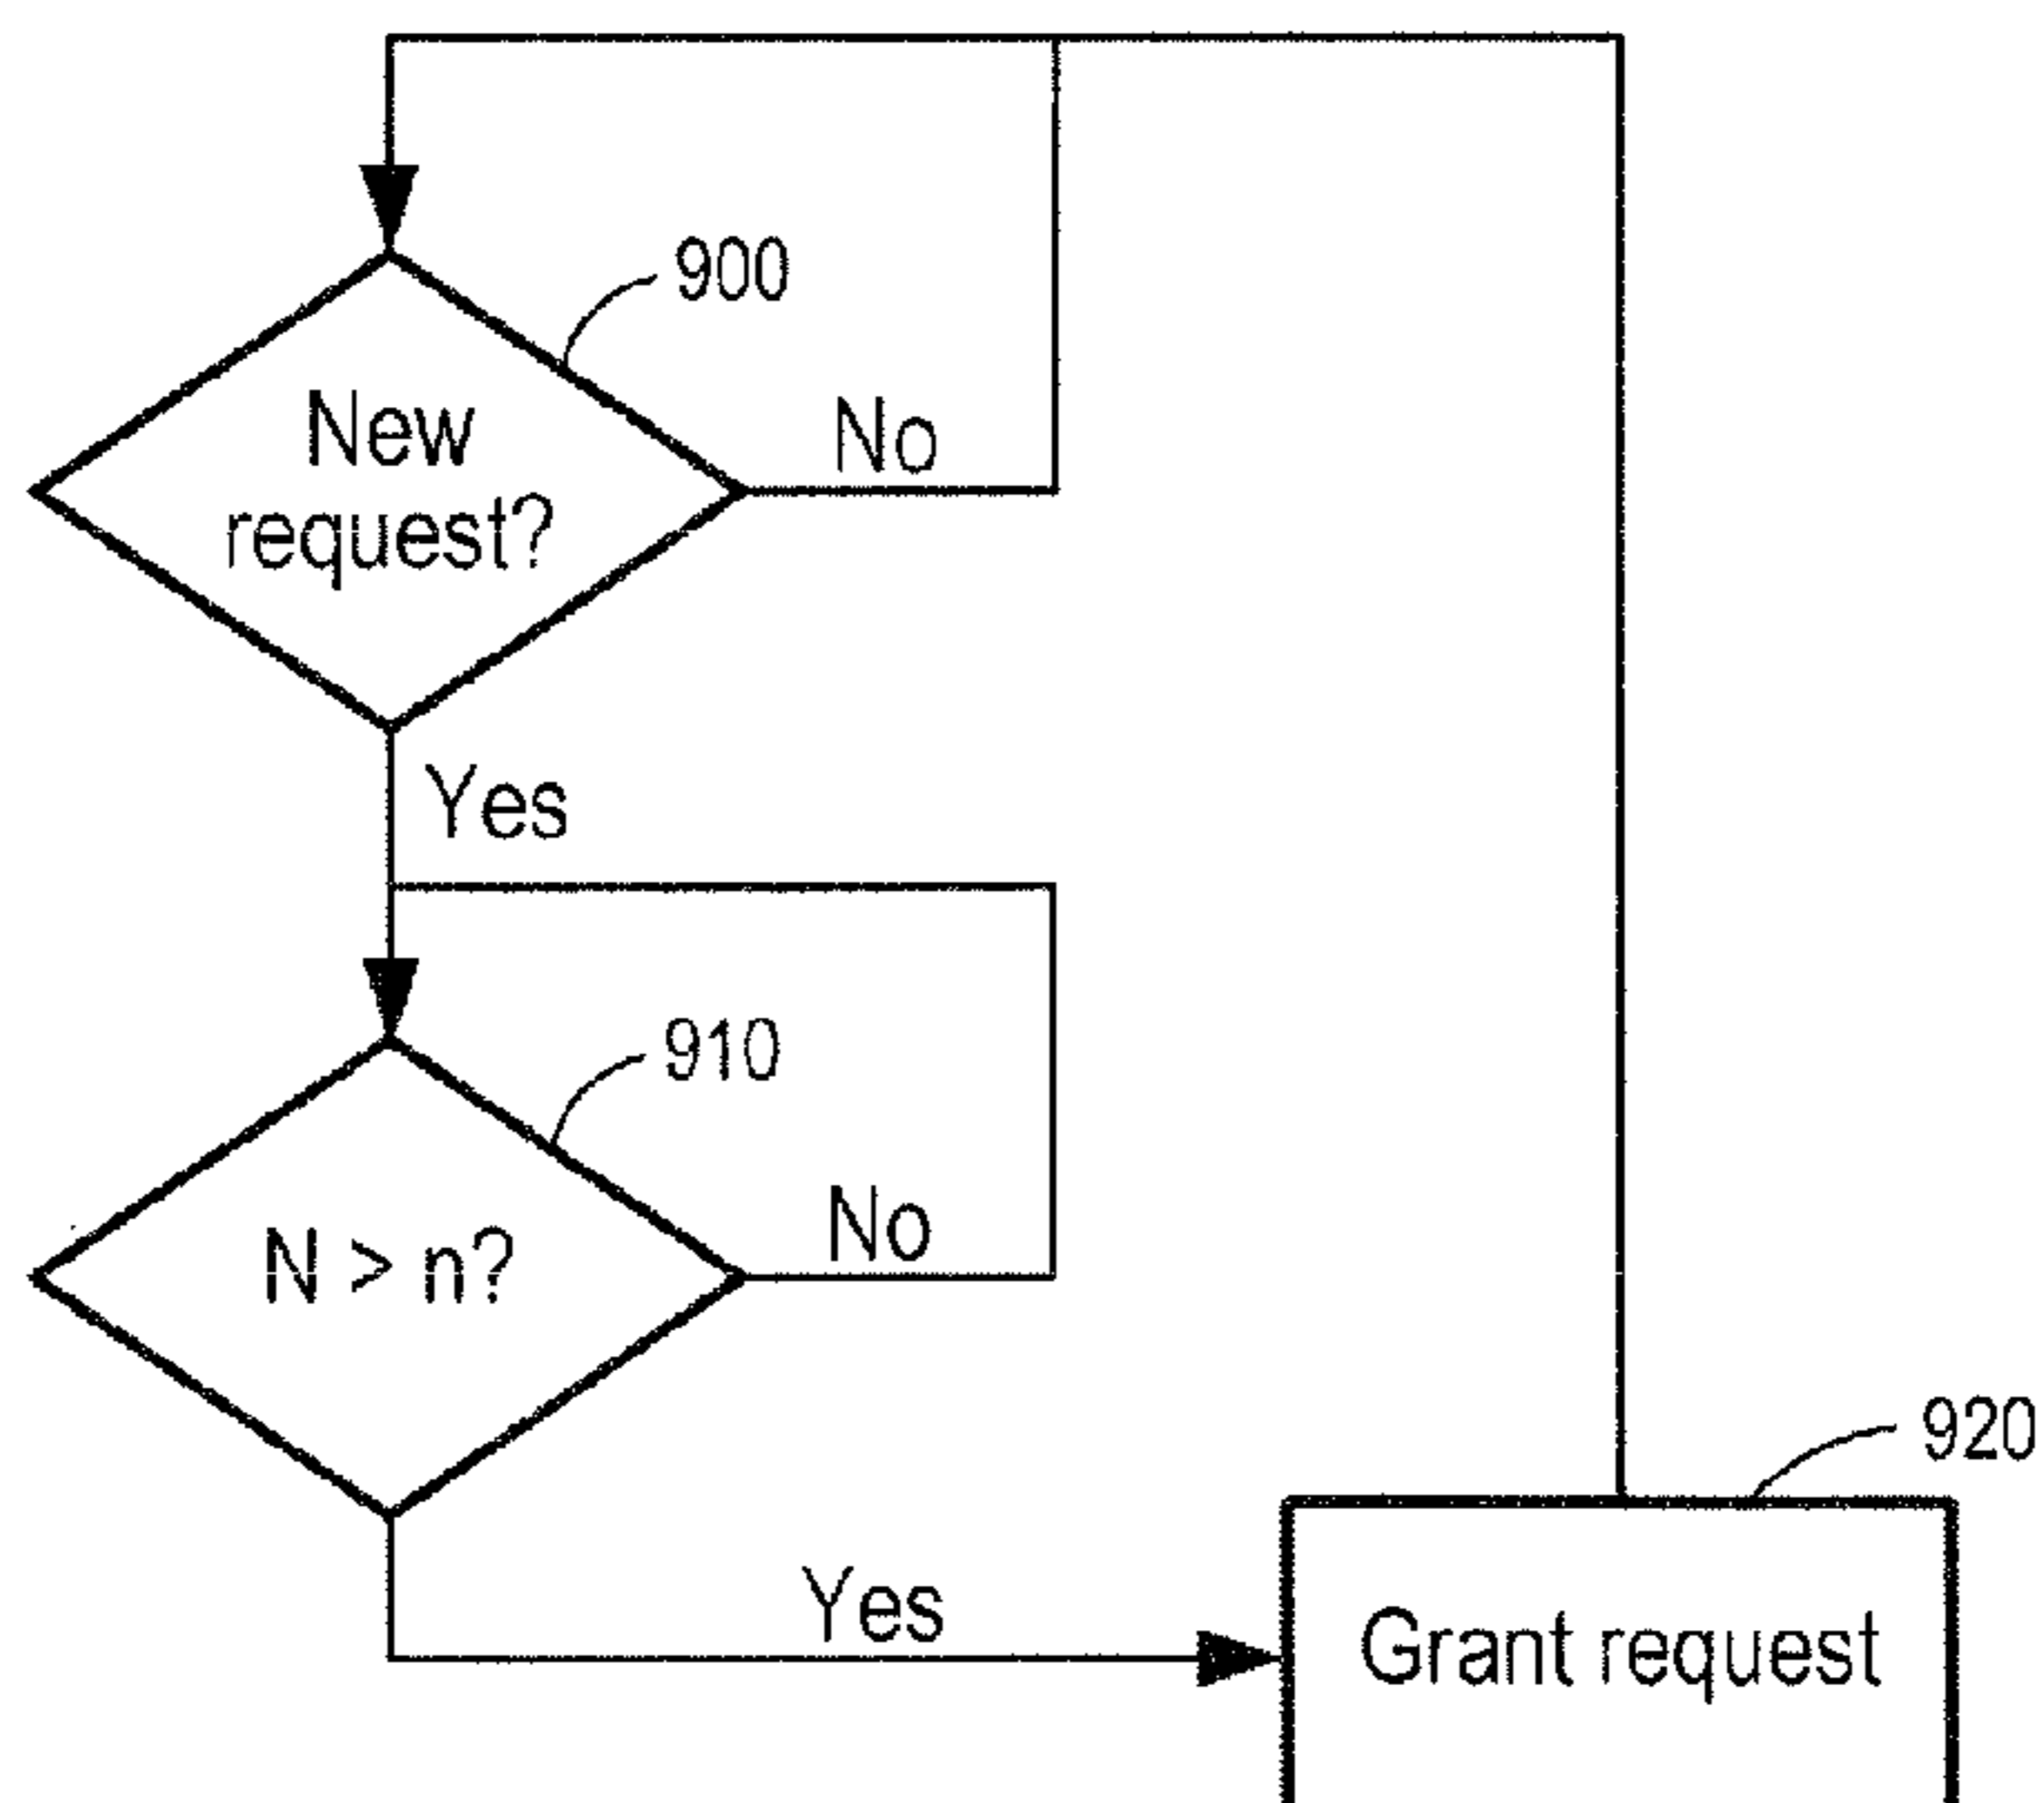 900
New
request?
No
Yes
910
N > n?
No
920
Yes
Grant request